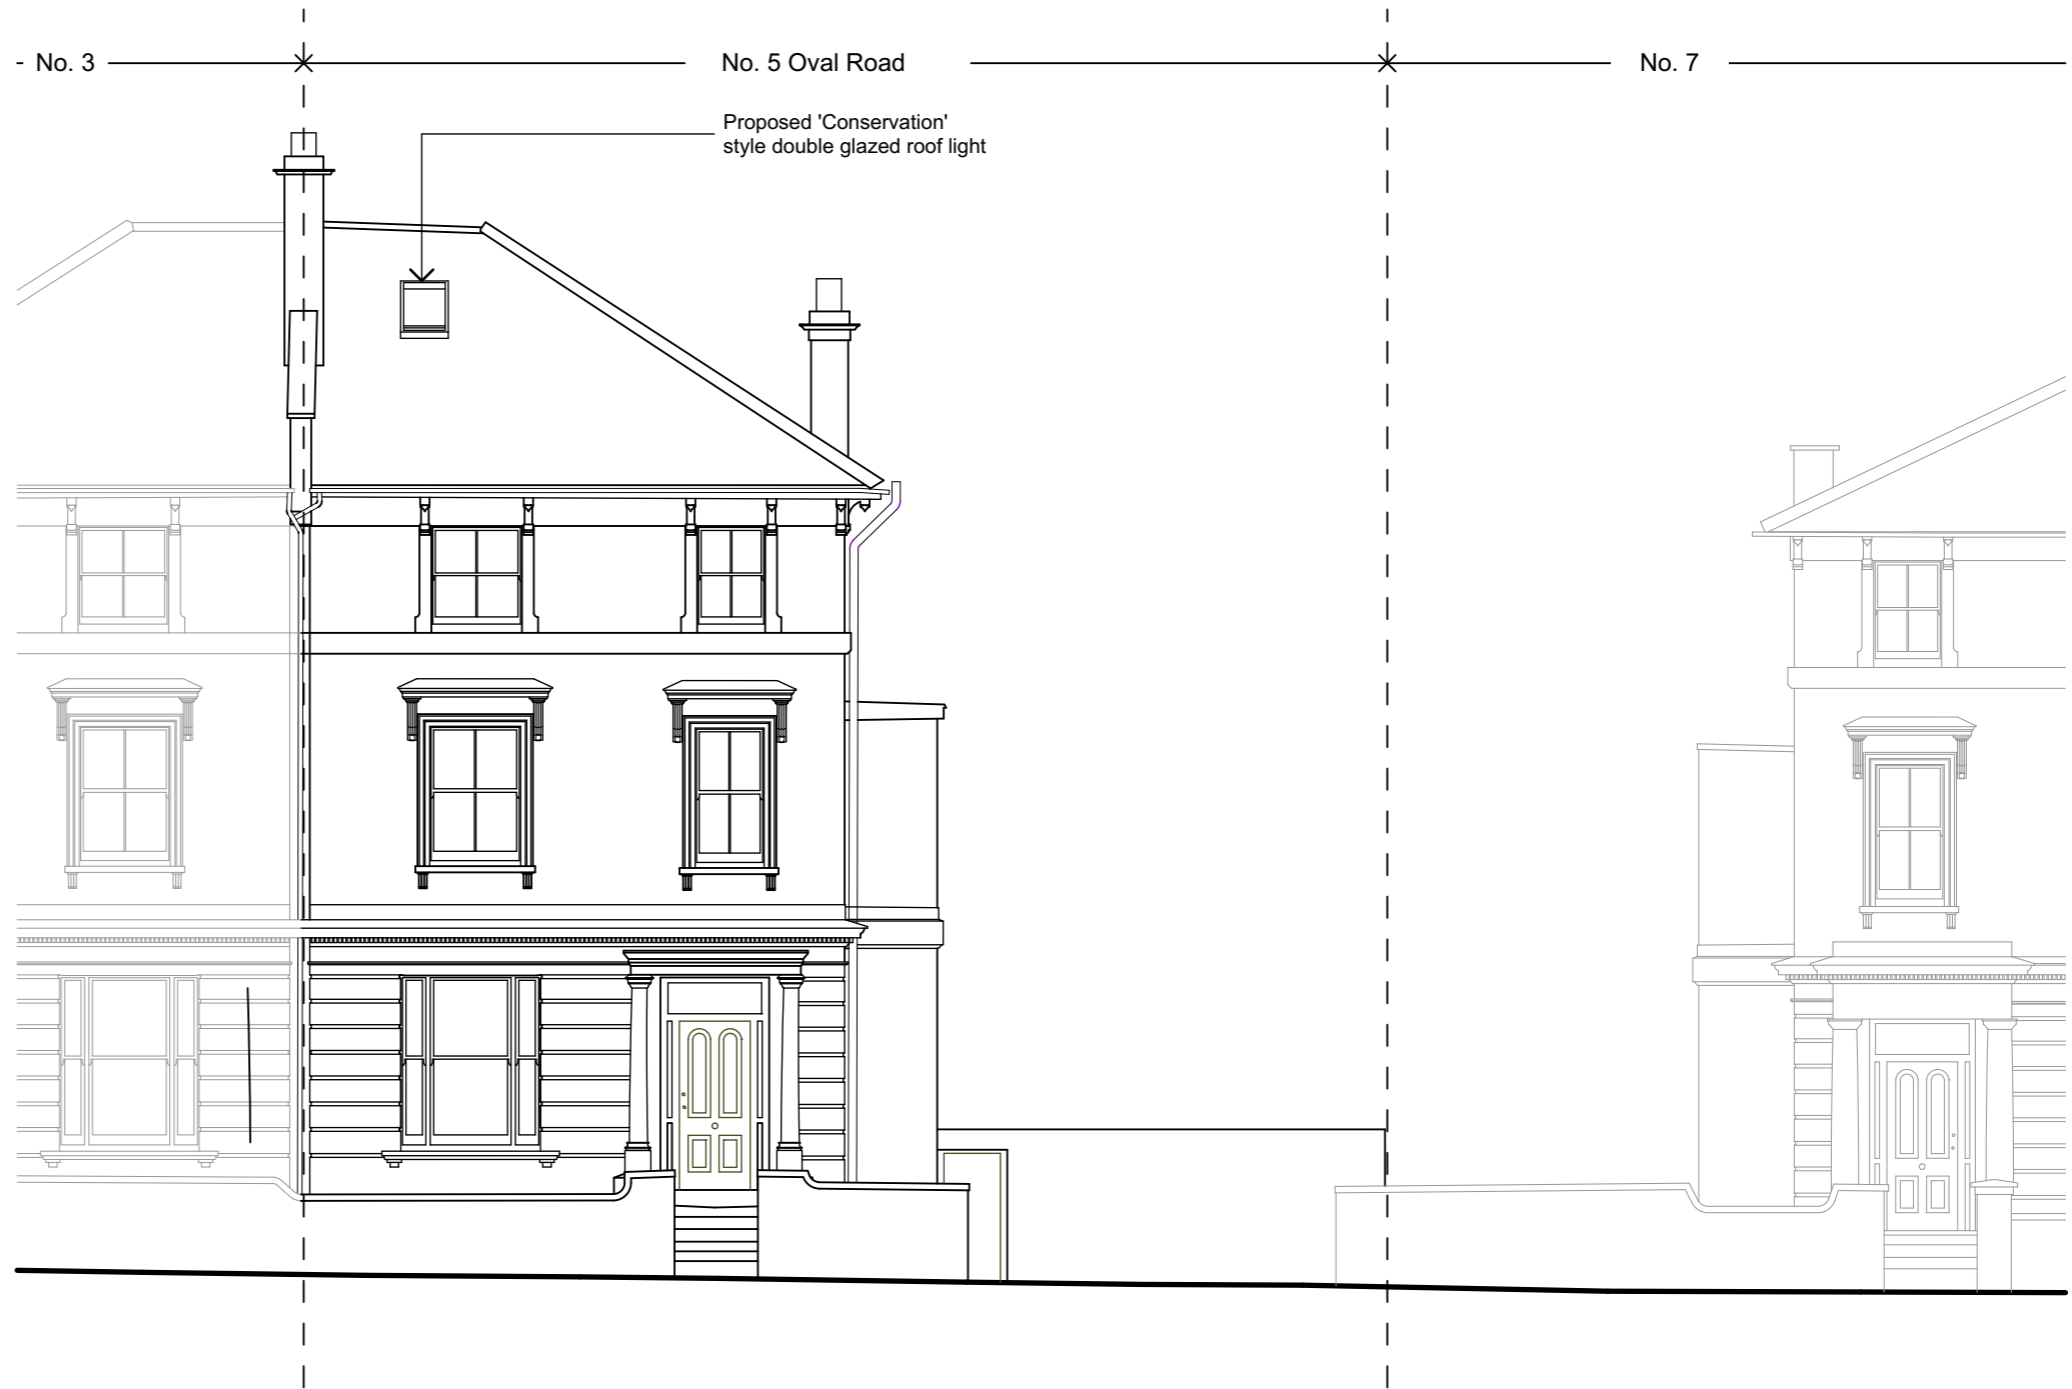 No. 3
No. 5 Oval Road
No. 7
Proposed 'Conservation'
style double glazed roof light